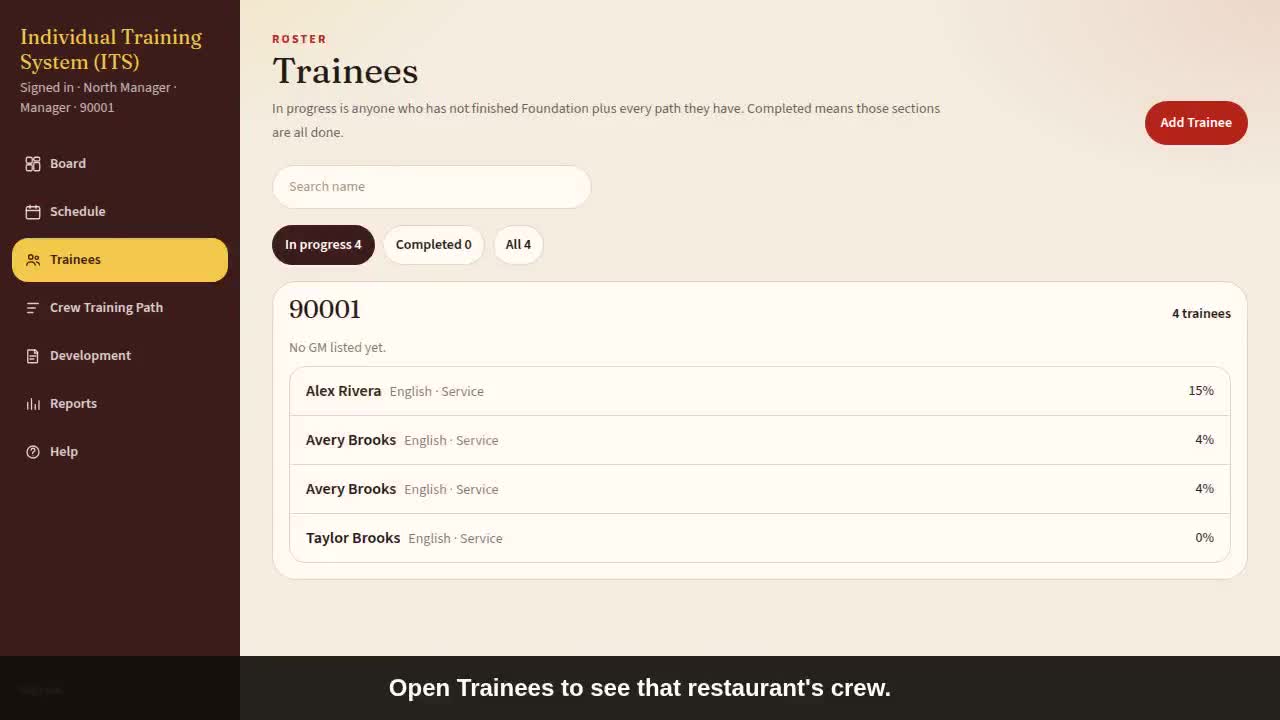 Individual Training
System (ITS)
Signed in · North Manager ·
Manager · 90001
Board
Schedule
Trainees
Crew Training Path
Development
Reports
Help
ROSTER
Trainees
In progress is anyone who has not finished Foundation plus every path they have. Completed means those sections
are all done.
Add Trainee
Search name
In progress 4
Completed 0
All 4
90001
4 trainees
No GM listed yet.
Alex Rivera English · Service 15%
Avery Brooks English · Service 4%
Avery Brooks English · Service 4%
Taylor Brooks English · Service 0%
Open Trainees to see that restaurant's crew.